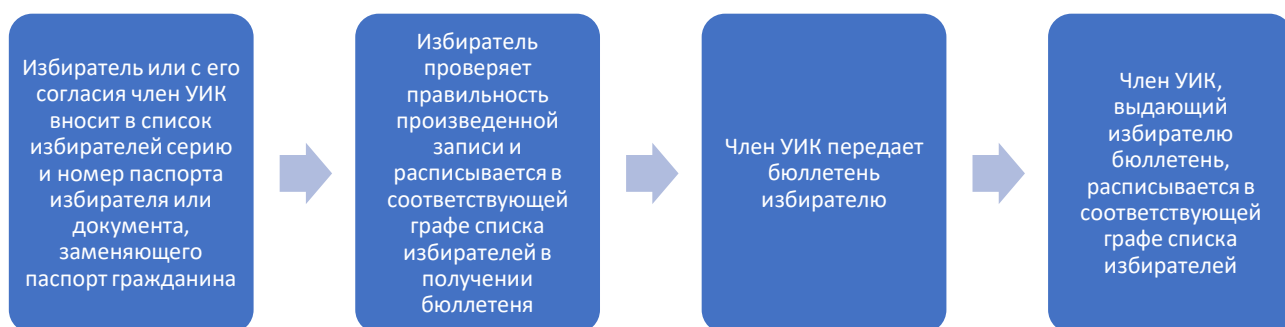 Избиратель или с его
согласия член УИК
вносит в список
избирателей серию
и номер паспорта
избирателя или
документа,
заменяющего
паспорт гражданина
Избиратель
проверяет
правильность
произведенной
записи и
расписывается в
соответствующей
графе списка
избирателей в
получении
бюллетеня
Член УИК передает
бюллетень
избирателю
Член УИК,
выдающий
избирателю
бюллетень,
расписывается в
соответствующей
графе списка
избирателей